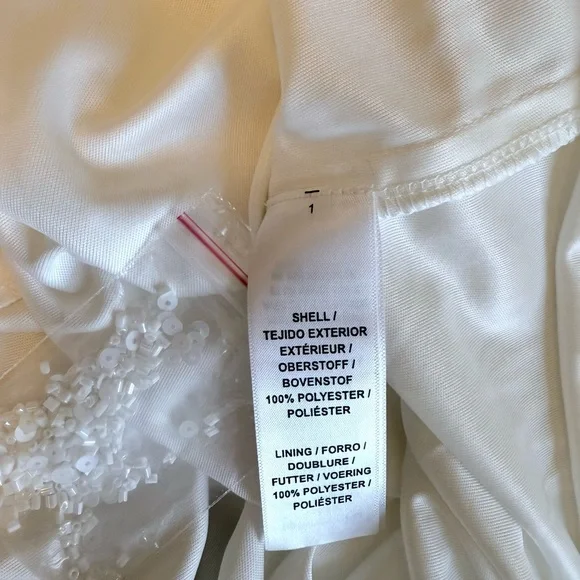 1
SHELL /
TEJIDO EXTERIOR
EXTÉRIEUR /
OBERSTOFF /
BOVENSTOF
100% POLYESTER /
POLIÉSTER
LINING / FORRO /
DOUBLURE /
FUTTER / VOERING
100% POLYESTER /
POLIÉSTER